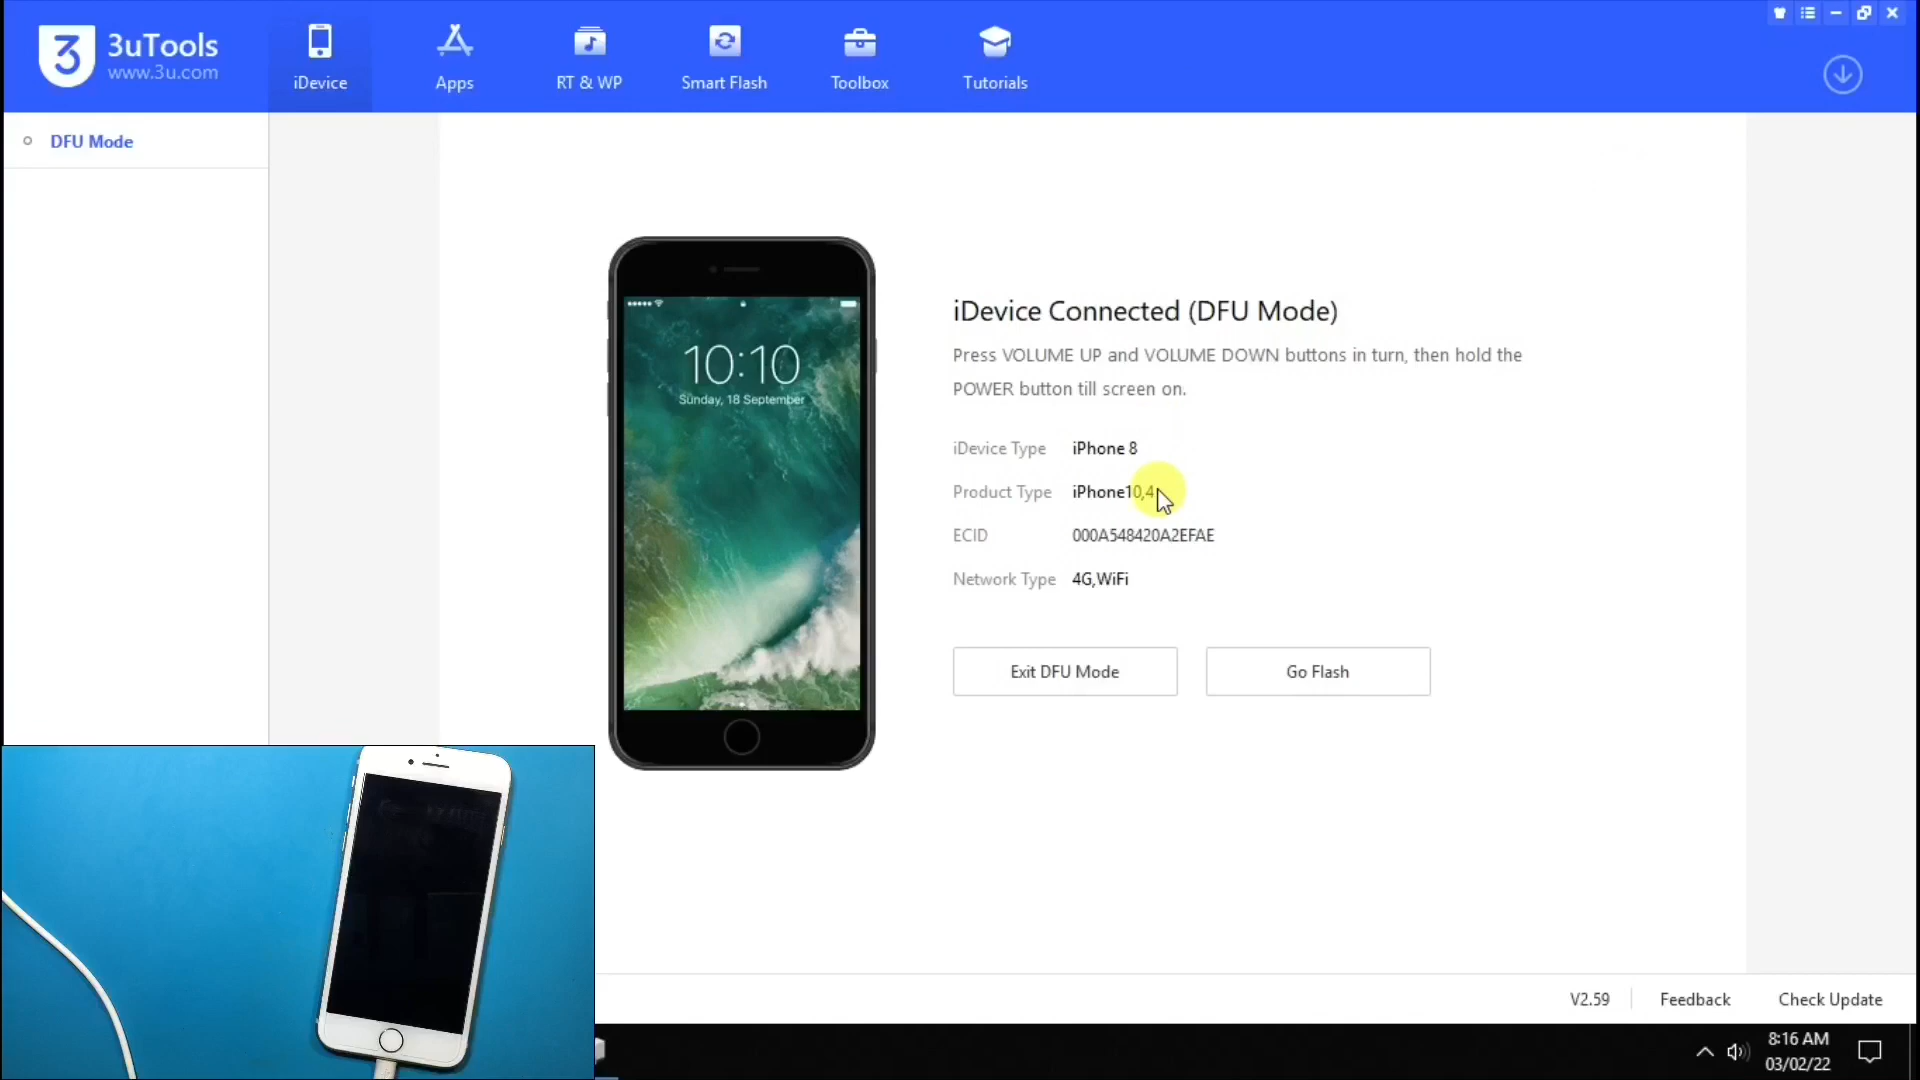 3uTools
www.3u.com
iDevice
Apps
RT & WP
Smart Flash
Toolbox
Tutorials
DFU Mode
10:10
Sunday, 18 September
iDevice Connected (DFU Mode)
Press VOLUME UP and VOLUME DOWN buttons in turn, then hold the
POWER button till screen on.
iDevice Type iPhone 8
Product Type iPhone10,4
ECID 000A548420A2EFAE
Network Type 4G,WiFi
Exit DFU Mode
Go Flash
V2.59
Feedback
Check Update
8:16 AM
03/02/22